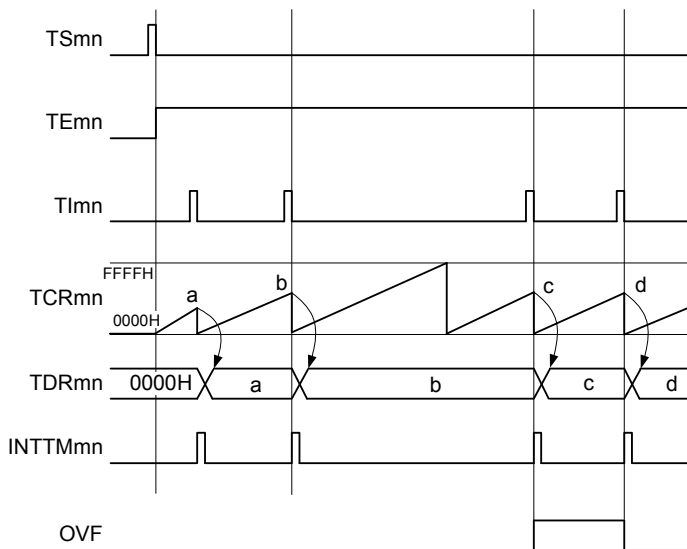 TSmn
TEmn
TImn
FFFFH
TCRmn
a
b
c
d
0000H
TDRmn
0000H
a
b
c
d
INTTMmn
OVF